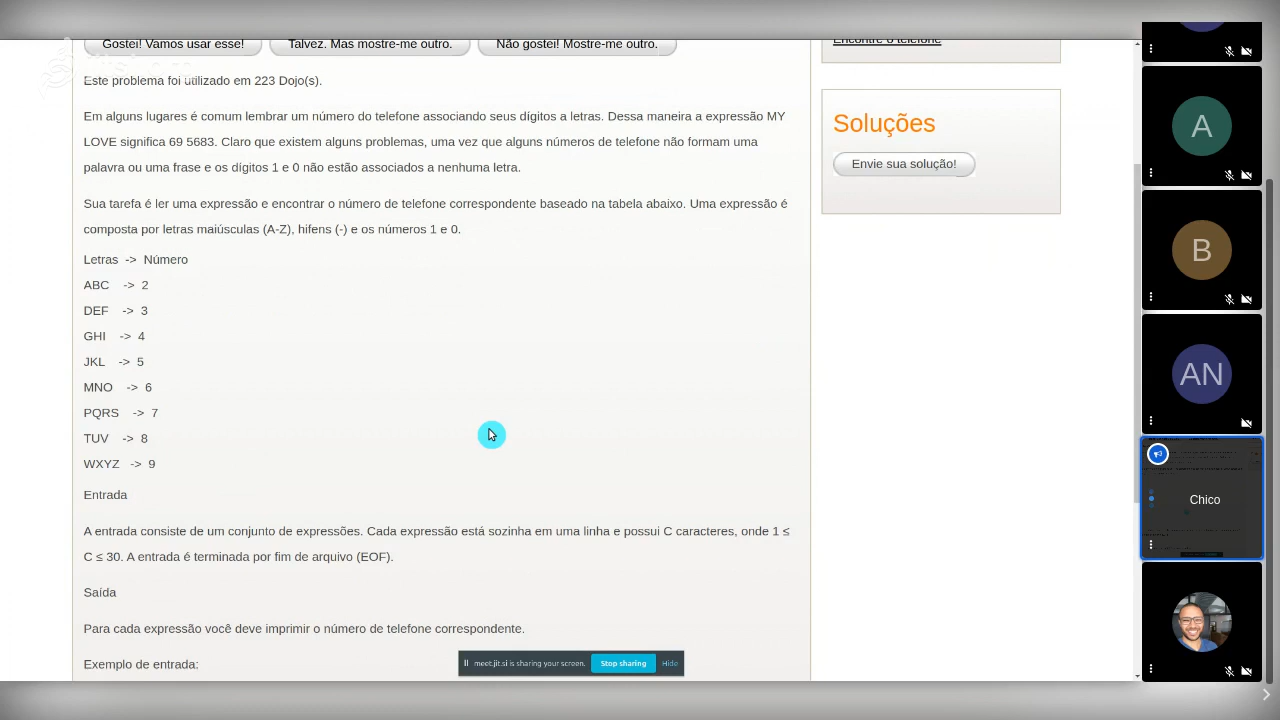 Gostei! Vamos usar esse! Talvez. Mas mostre-me outro. Não gostei! Mostre-me outro.
Encontre o telefone
Este problema foi utilizado em 223 Dojo(s).
Em alguns lugares é comum lembrar um número do telefone associando seus dígitos a letras. Dessa maneira a expressão MY
LOVE significa 69 5683. Claro que existem alguns problemas, uma vez que alguns números de telefone não formam uma
palavra ou uma frase e os dígitos 1 e 0 não estão associados a nenhuma letra.
Sua tarefa é ler uma expressão e encontrar o número de telefone correspondente baseado na tabela abaixo. Uma expressão é
composta por letras maiúsculas (A-Z), hifens (-) e os números 1 e 0.
Letras -> Número
ABC -> 2
DEF -> 3
GHI -> 4
JKL -> 5
MNO -> 6
PQRS -> 7
TUV -> 8
WXYZ -> 9
Entrada
A entrada consiste de um conjunto de expressões. Cada expressão está sozinha em uma linha e possui C caracteres, onde 1 ≤
C ≤ 30. A entrada é terminada por fim de arquivo (EOF).
Saída
Para cada expressão você deve imprimir o número de telefone correspondente.
Exemplo de entrada:
Soluções
Envie sua solução!
meet.jit.si is sharing your screen. Stop sharing Hide
A
B
AN
Chico